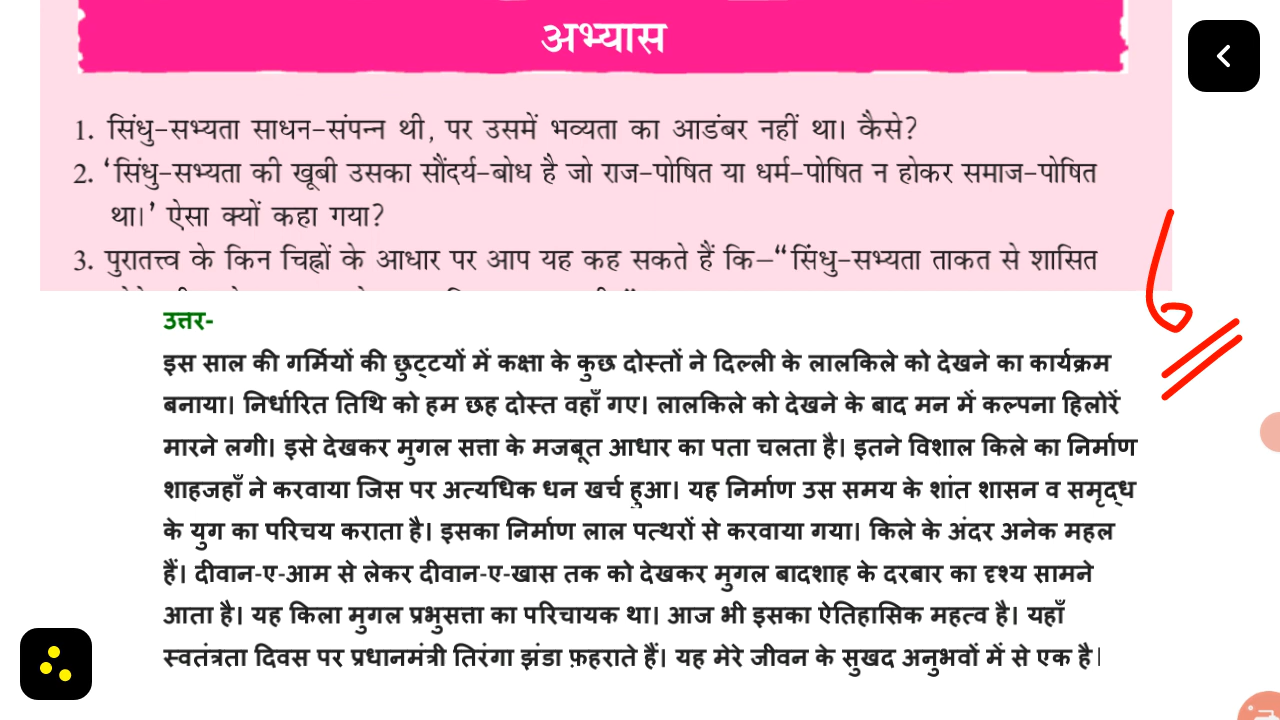 अभ्यास
1. सिंधु-सभ्यता साधन-संपन्न थी, पर उसमें भव्यता का आडंबर नहीं था। कैसे?
2. ‘सिंधु-सभ्यता की खूबी उसका सौंदर्य-बोध है जो राज-पोषित या धर्म-पोषित न होकर समाज-पोषित
था।’ ऐसा क्यों कहा गया?
3. पुरातत्त्व के किन चिह्नों के आधार पर आप यह कह सकते हैं कि–“सिंधु-सभ्यता ताकत से शासित
6
उत्तर-
इस साल की गर्मियों की छुट्टयों में कक्षा के कुछ दोस्तों ने दिल्ली के लालकिले को देखने का कार्यक्रम
बनाया। निर्धारित तिथि को हम छह दोस्त वहाँ गए। लालकिले को देखने के बाद मन में कल्पना हिलोरें
मारने लगी। इसे देखकर मुगल सत्ता के मजबूत आधार का पता चलता है। इतने विशाल किले का निर्माण
शाहजहाँ ने करवाया जिस पर अत्यधिक धन खर्च हुआ। यह निर्माण उस समय के शांत शासन व समृद्ध
के युग का परिचय कराता है। इसका निर्माण लाल पत्थरों से करवाया गया। किले के अंदर अनेक महल
हैं। दीवान-ए-आम से लेकर दीवान-ए-खास तक को देखकर मुगल बादशाह के दरबार का दृश्य सामने
आता है। यह किला मुगल प्रभुसत्ता का परिचायक था। आज भी इसका ऐतिहासिक महत्व है। यहाँ
स्वतंत्रता दिवस पर प्रधानमंत्री तिरंगा झंडा फ़हराते हैं। यह मेरे जीवन के सुखद अनुभवों में से एक है|